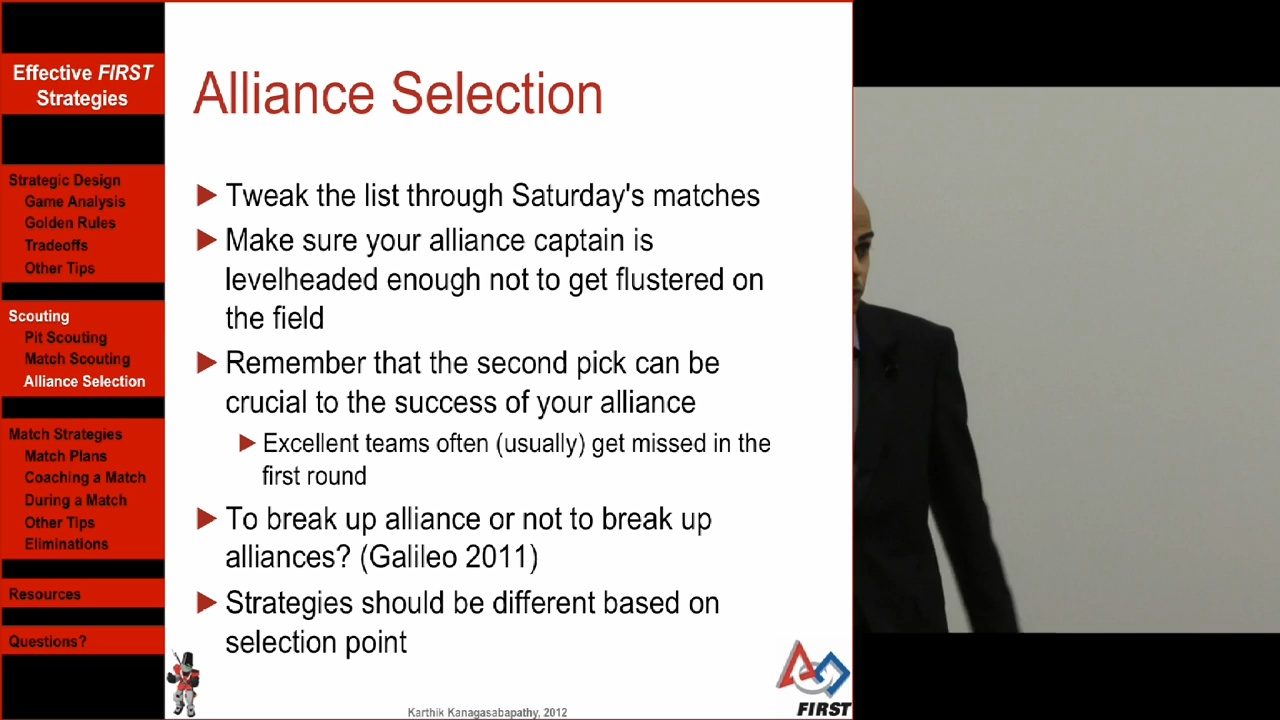 Effective FIRST
Strategies
Strategic Design
Game Analysis
Golden Rules
Tradeoffs
Other Tips
Scouting
Pit Scouting
Match Scouting
Alliance Selection
Match Strategies
Match Plans
Coaching a Match
During a Match
Other Tips
Eliminations
Resources
Questions?
Alliance Selection
Tweak the list through Saturday's matches
Make sure your alliance captain is
levelheaded enough not to get flustered on
the field
Remember that the second pick can be
crucial to the success of your alliance
Excellent teams often (usually) get missed in the
first round
To break up alliance or not to break up
alliances? (Galileo 2011)
Strategies should be different based on
selection point
Karthik Kanagasabapathy, 2012
FIRST